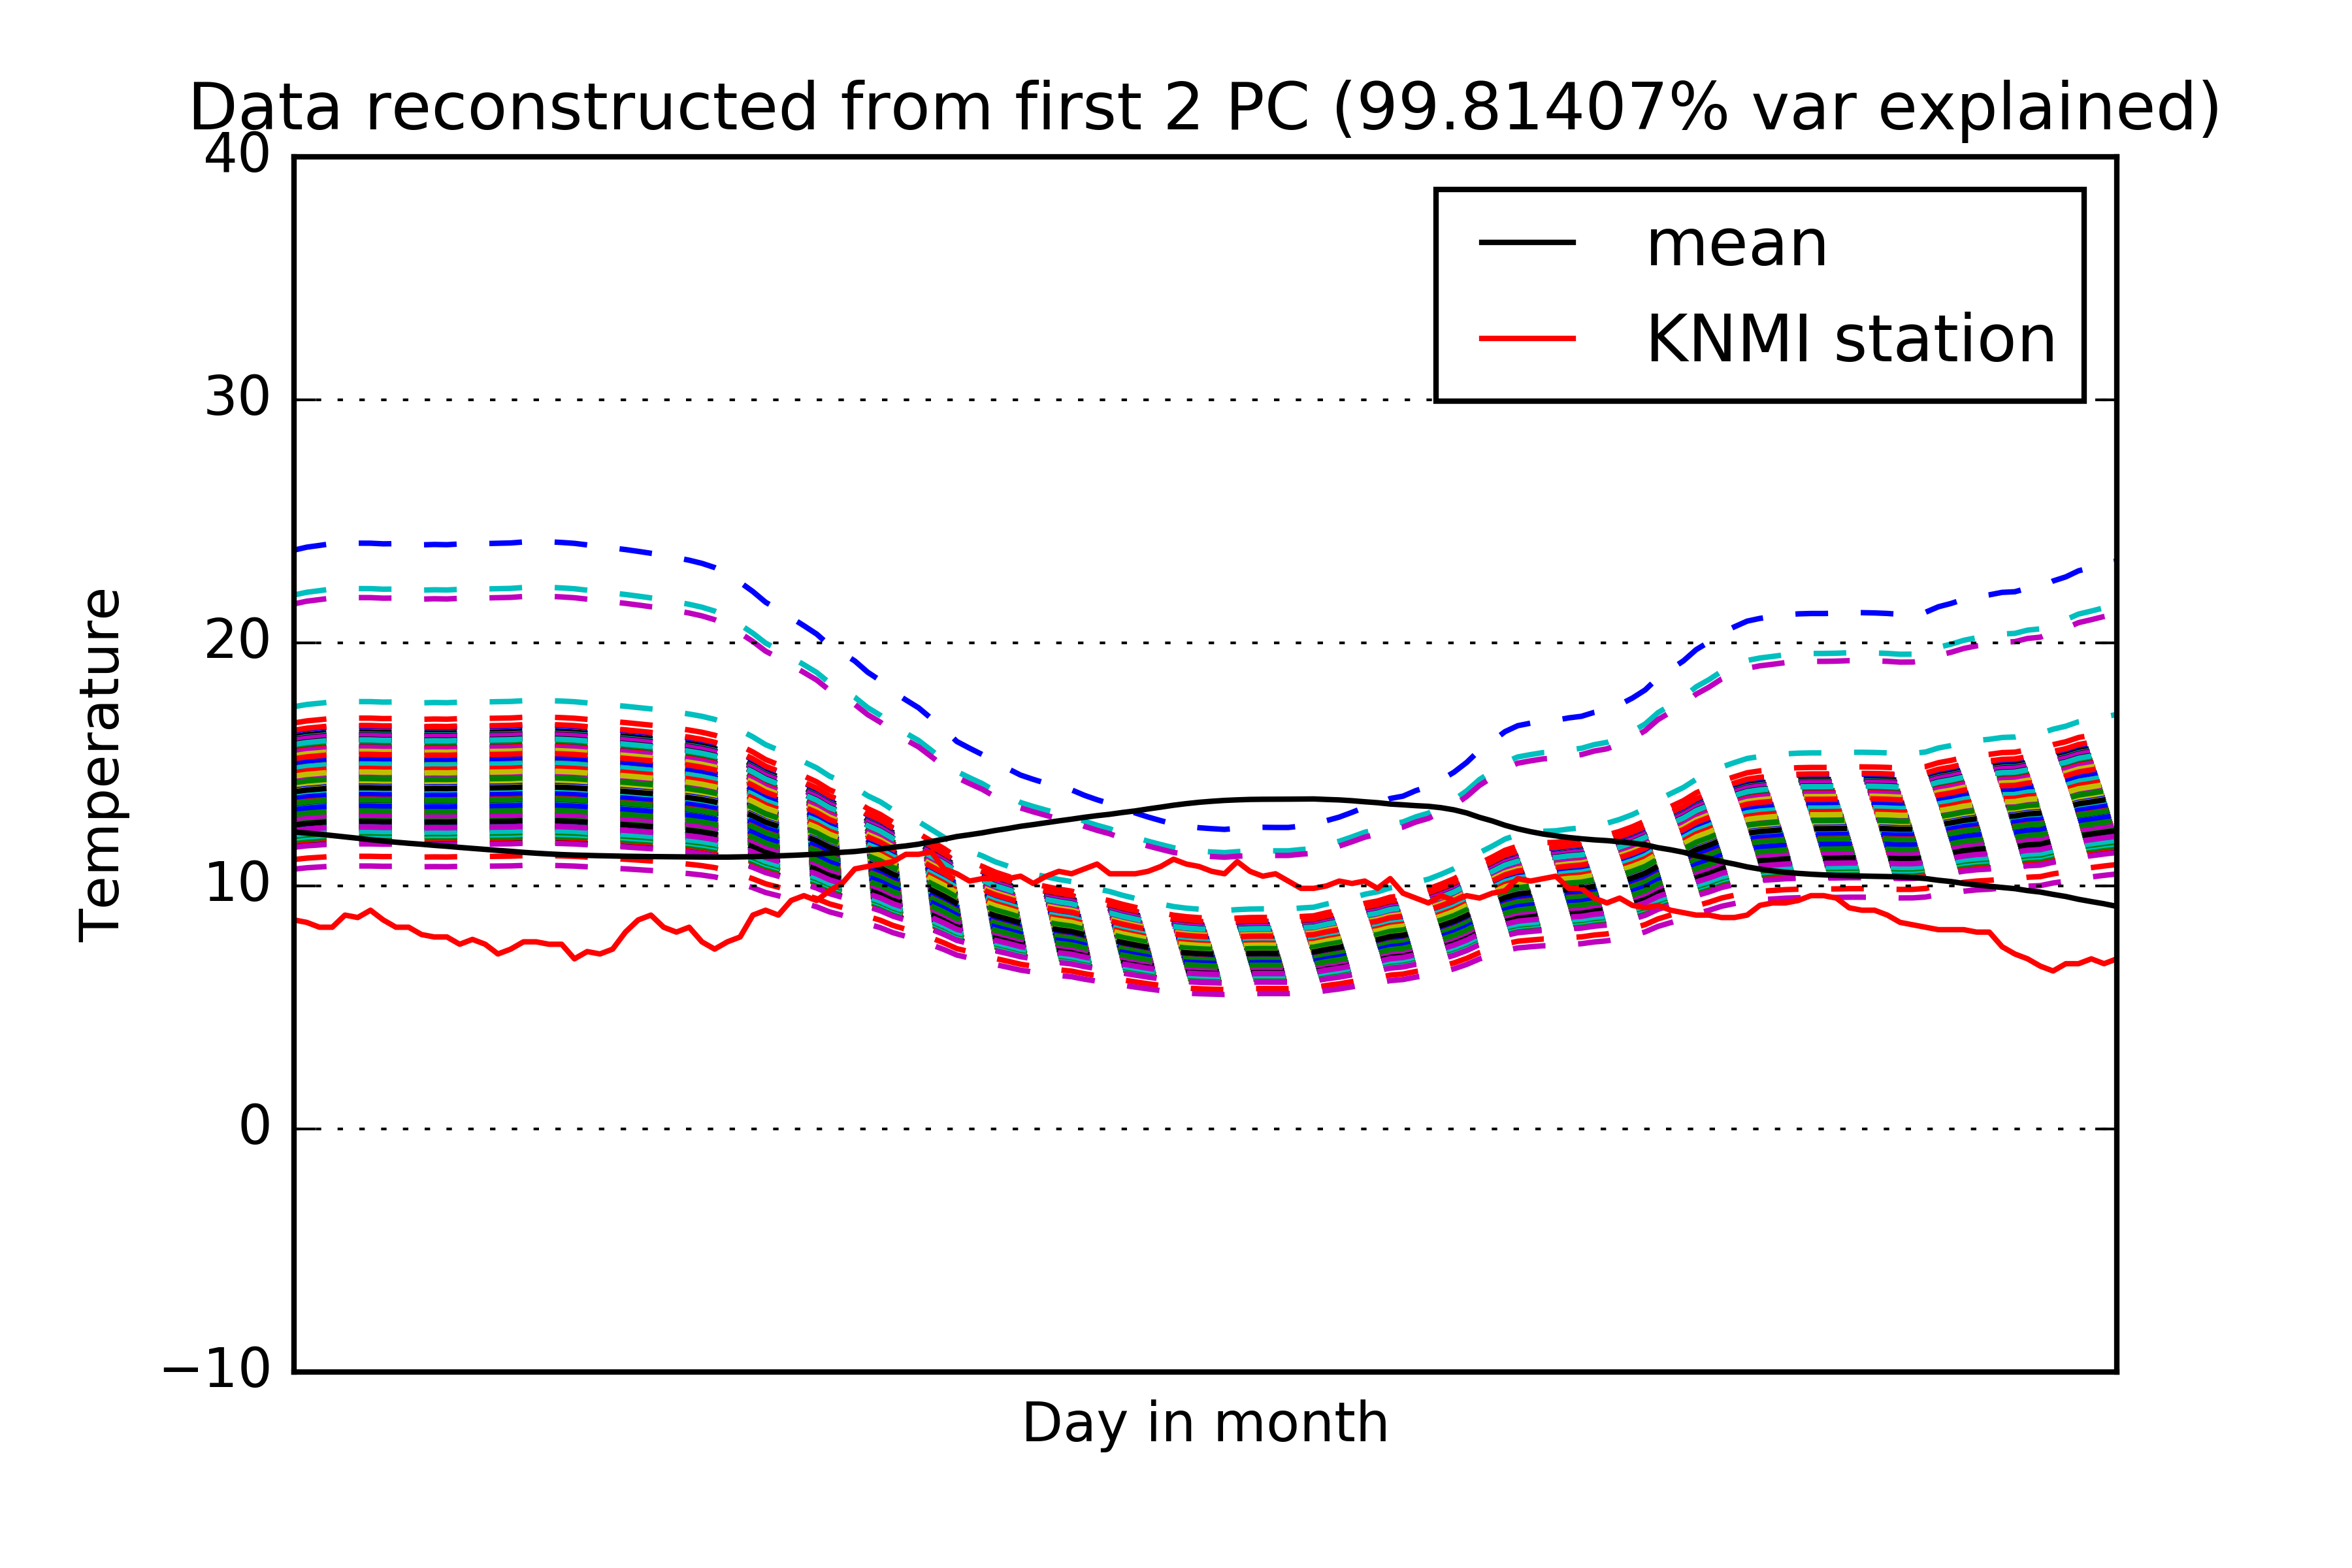 Data reconstructed from first 2 PC (99.81407% var explained)
40
30
20
10
0
−10
Temperature
mean
KNMI station
Day in month